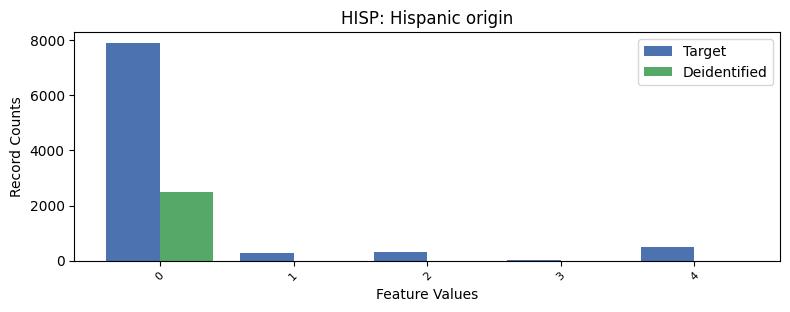 HISP: Hispanic origin
8000
6000
4000
2000
0
Record Counts
Target
Deidentified
0
1
2
3
4
Feature Values